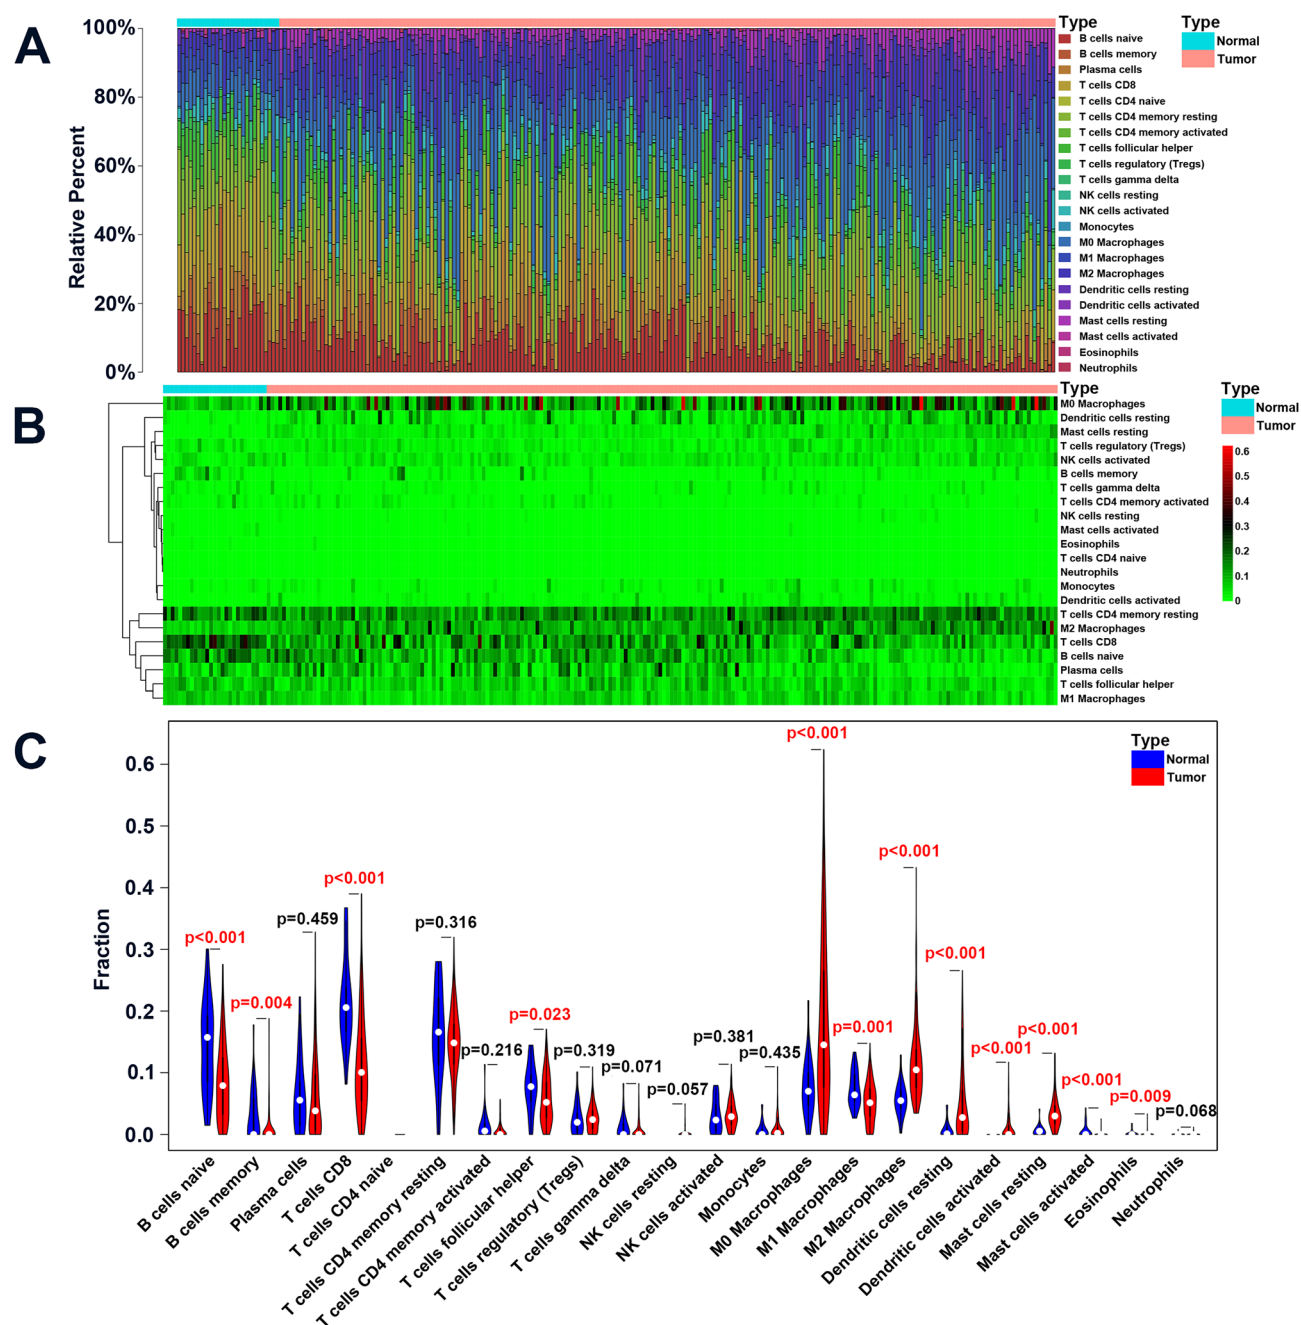 A
100%
80%
60%
40%
20%
0%
Relative Percent
Type
B cells naive
B cells memory
Plasma cells
T cells CD8
T cells CD4 naive
T cells CD4 memory resting
T cells CD4 memory activated
T cells follicular helper
T cells regulatory (Tregs)
T cells gamma delta
NK cells resting
NK cells activated
Monocytes
M0 Macrophages
M1 Macrophages
M2 Macrophages
Dendritic cells resting
Dendritic cells activated
Mast cells resting
Mast cells activated
Eosinophils
Neutrophils
Type
Normal
Tumor
B
Type
M0 Macrophages
Dendritic cells resting
Mast cells resting
T cells regulatory (Tregs)
NK cells activated
B cells memory
T cells gamma delta
T cells CD4 memory activated
NK cells resting
Mast cells activated
Eosinophils
T cells CD4 naive
Neutrophils
Monocytes
Dendritic cells activated
T cells CD4 memory resting
M2 Macrophages
T cells CD8
B cells naive
Plasma cells
T cells follicular helper
M1 Macrophages
Type
Normal
Tumor
0.6
0.5
0.4
0.3
0.2
0.1
0
C
Type
Normal
Tumor
Fraction
0.6
0.5
0.4
0.3
0.2
0.1
0.0
p<0.001
p=0.004
p=0.459
p<0.001
p=0.316
p=0.216
p=0.023
p=0.319
p=0.071
p=0.057
p=0.381
p=0.435
p<0.001
p=0.001
p<0.001
p<0.001
p<0.001
p<0.001
p<0.001
p=0.009
p=0.068
B cells naive
B cells memory
Plasma cells
T cells CD8
T cells CD4 naive
T cells CD4 memory resting
T cells CD4 memory activated
T cells follicular helper
T cells regulatory (Tregs)
T cells gamma delta
NK cells resting
NK cells activated
Monocytes
M0 Macrophages
M1 Macrophages
M2 Macrophages
Dendritic cells resting
Dendritic cells activated
Mast cells resting
Mast cells activated
Eosinophils
Neutrophils